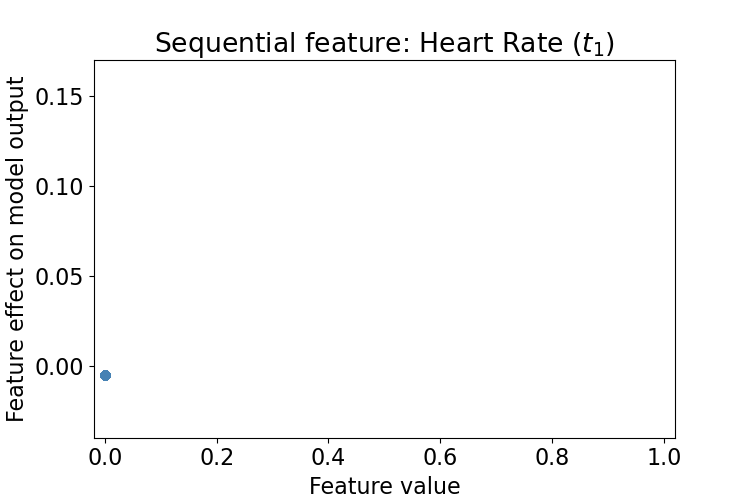 Sequential feature: Heart Rate (t₁)
Feature effect on model output
0.15
0.10
0.05
0.00
0.0 0.2 0.4 0.6 0.8 1.0
Feature value